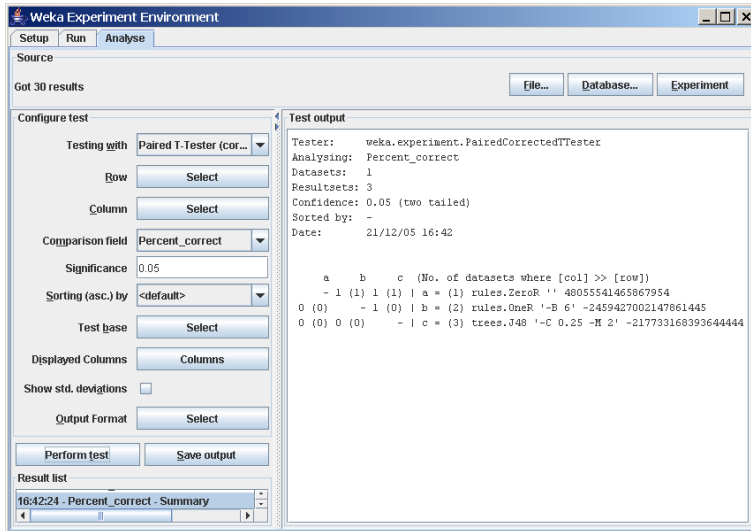 Weka Experiment Environment
Setup Run Analyse
Source
Got 30 results
File... Database... Experiment
Configure test
Testing with Paired T-Tester (cor...
Row Select
Column Select
Comparison field Percent_correct
Significance 0.05
Sorting (asc.) by <default>
Test base Select
Displayed Columns Columns
Show std. deviations
Output Format Select
Perform test Save output
Result list
16:42:24 - Percent_correct - Summary
Test output
Tester: weka.experiment.PairedCorrectedTTester
Analysing: Percent_correct
Datasets: 1
Resultsets: 3
Confidence: 0.05 (two tailed)
Sorted by: -
Date: 21/12/05 16:42
a b c (No. of datasets where [col] >> [row])
- 1 (1) 1 (1) | a = (1) rules.ZeroR '' 48055541465867954
0 (0) - 1 (0) | b = (2) rules.OneR '-B 6' -2459427002147861445
0 (0) 0 (0) - | c = (3) trees.J48 '-C 0.25 -M 2' -217733168393644444